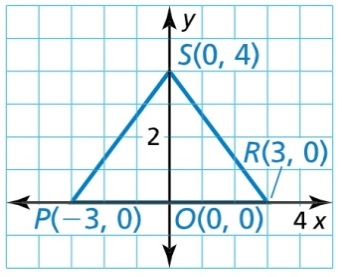 y
S(0, 4)
2
R(3, 0)
P(−3, 0)
O(0, 0)
4 x